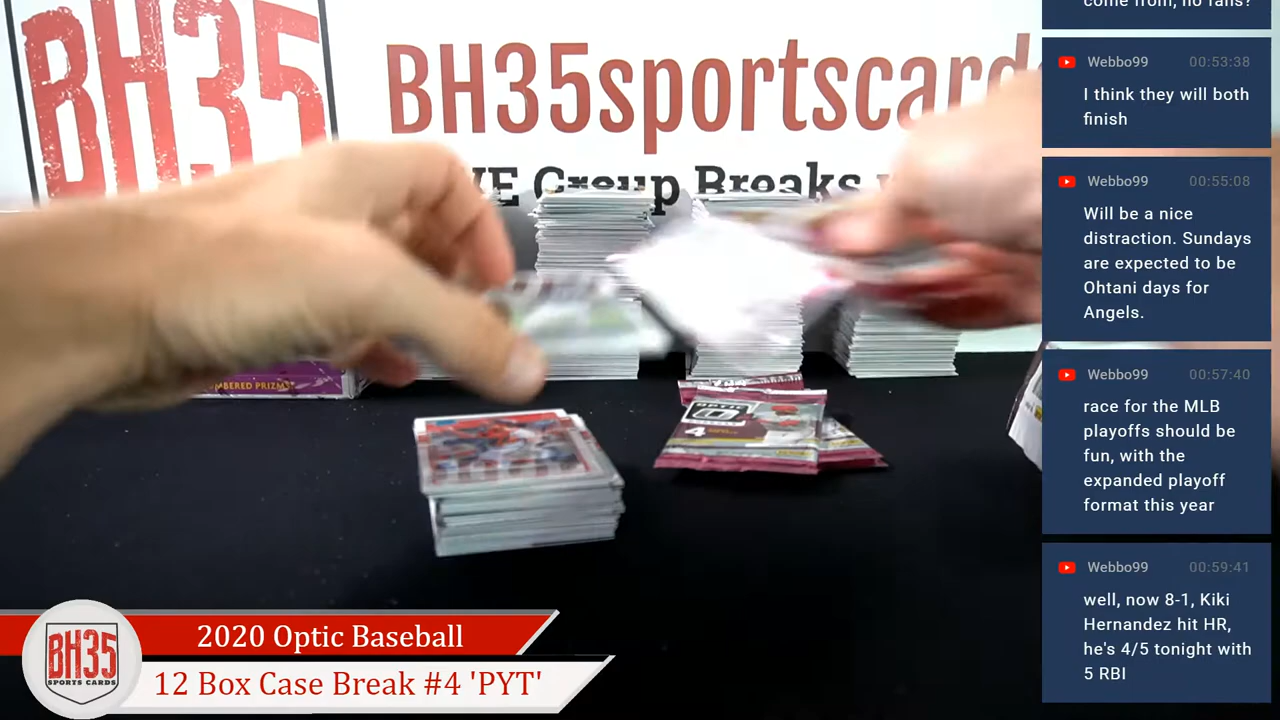 BH35
BH35sportscard
LIVE Group Breaks
UMBERED PRIZMS
OPTIC
4
2020 Optic Baseball
12 Box Case Break #4 'PYT'
BH35
SPORTS CARDS
come from, no fans?
Webbo99 00:53:38
I think they will both
finish
Webbo99 00:55:08
Will be a nice
distraction. Sundays
are expected to be
Ohtani days for
Angels.
Webbo99 00:57:40
race for the MLB
playoffs should be
fun, with the
expanded playoff
format this year
Webbo99 00:59:41
well, now 8-1, Kiki
Hernandez hit HR,
he's 4/5 tonight with
5 RBI